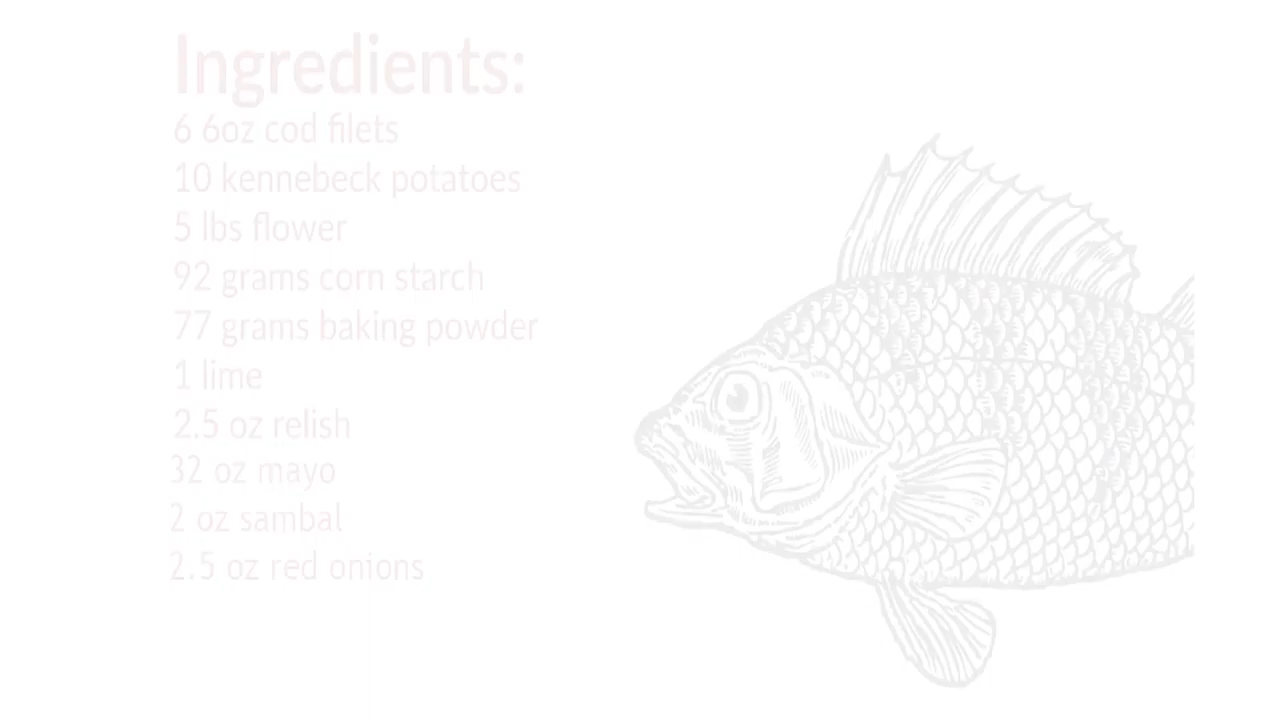 Ingredients:
6 6oz cod filets
10 kennebeck potatoes
5 lbs flower
92 grams corn starch
77 grams baking powder
1 lime
2.5 oz relish
32 oz mayo
2 oz sambal
2.5 oz red onions